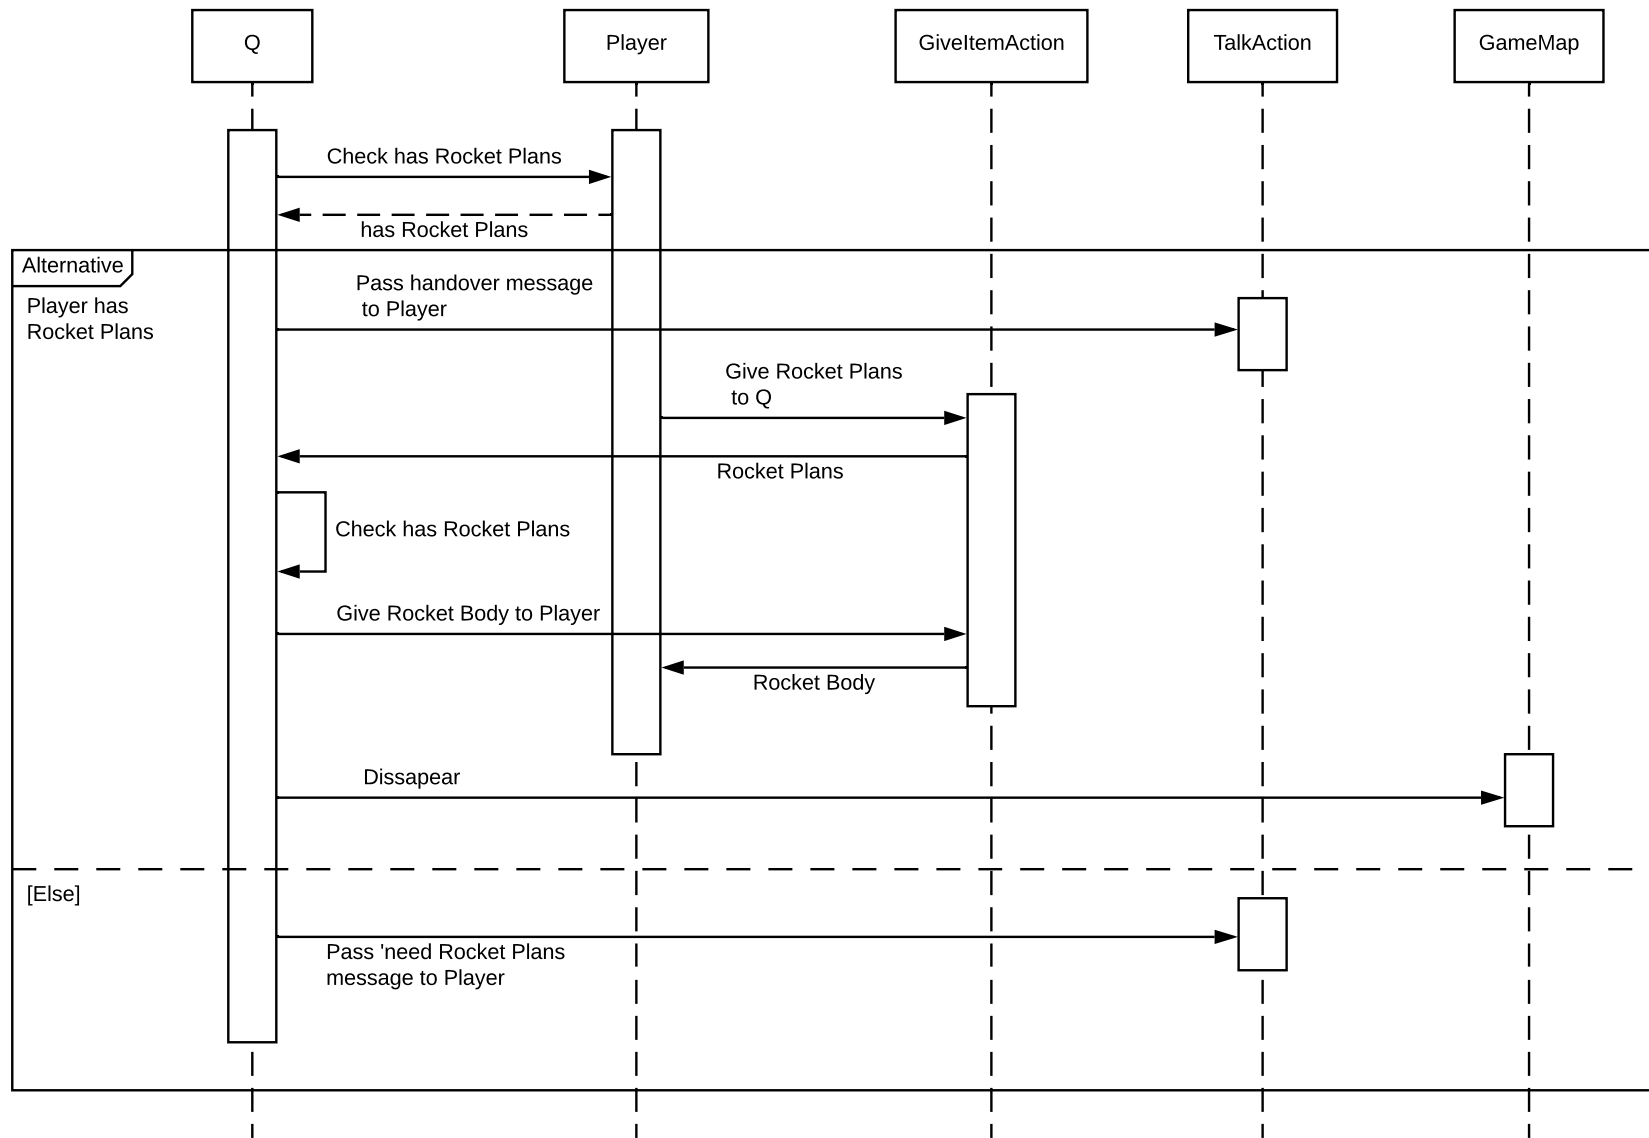 Q
Player
GiveItemAction
TalkAction
GameMap
Check has Rocket Plans
has Rocket Plans
Alternative
Player has
Rocket Plans
Pass handover message
to Player
Give Rocket Plans
to Q
Rocket Plans
Check has Rocket Plans
Give Rocket Body to Player
Rocket Body
Dissapear
[Else]
Pass 'need Rocket Plans
message to Player